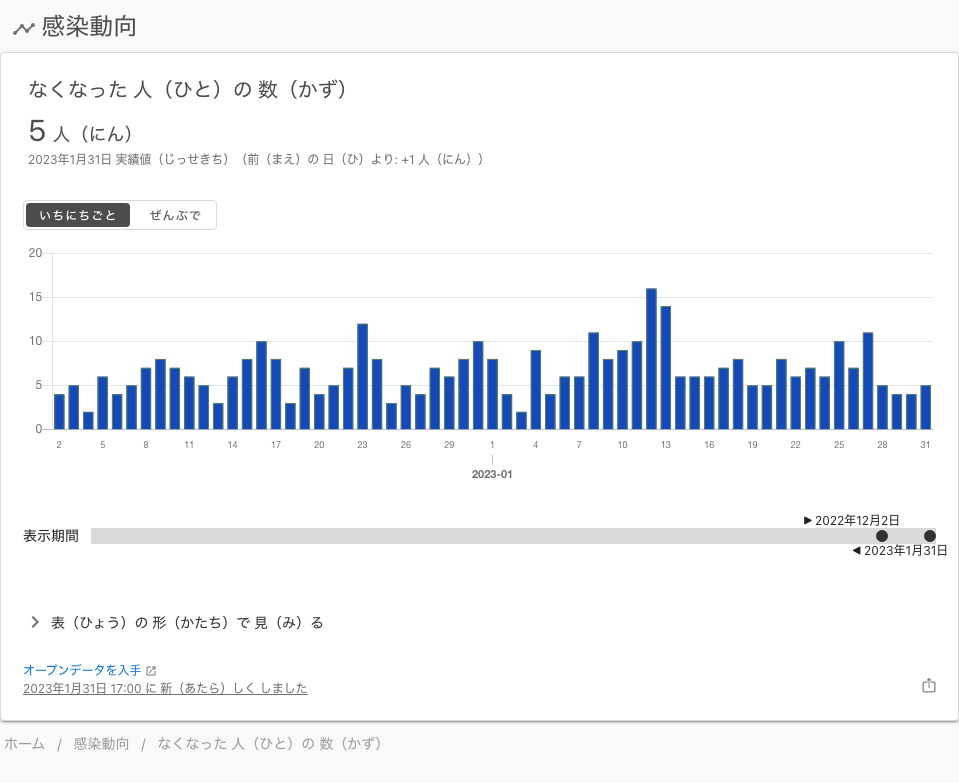 感染動向
なくなった 人（ひと）の 数（かず）
5 人（にん）
2023年1月31日 実績値（じっせきち）（前（まえ）の 日（ひ）より: +1 人（にん））
いちにちごと ぜんぶで
20
15
10
5
0
2 5 8 11 14 17 20 23 26 29 1 4 7 10 13 16 19 22 25 28 31
2023-01
▶ 2022年12月2日
表示期間
◀ 2023年1月31日
表（ひょう）の 形（かたち）で 見（み）る
オープンデータを入手
2023年1月31日 17:00 に 新（あたら）しく しました
ホーム / 感染動向 / なくなった 人（ひと）の 数（かず）